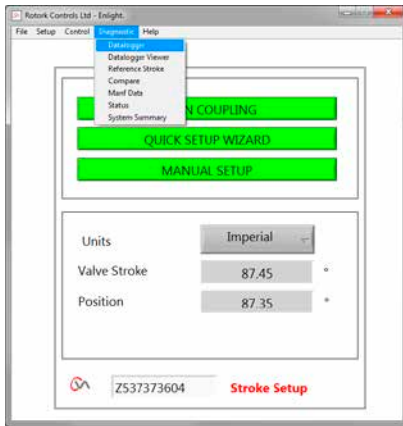 Rotork Controls Ltd - Enlight.
File Setup Control Diagnostic Help
Datalogger
Datalogger Viewer
Reference Stroke
Compare
Manf Data
Status
System Summary
N COUPLING
QUICK SETUP WIZARD
MANUAL SETUP
Units Imperial
Valve Stroke 87.45 °
Position 87.35 °
Z537373604 Stroke Setup